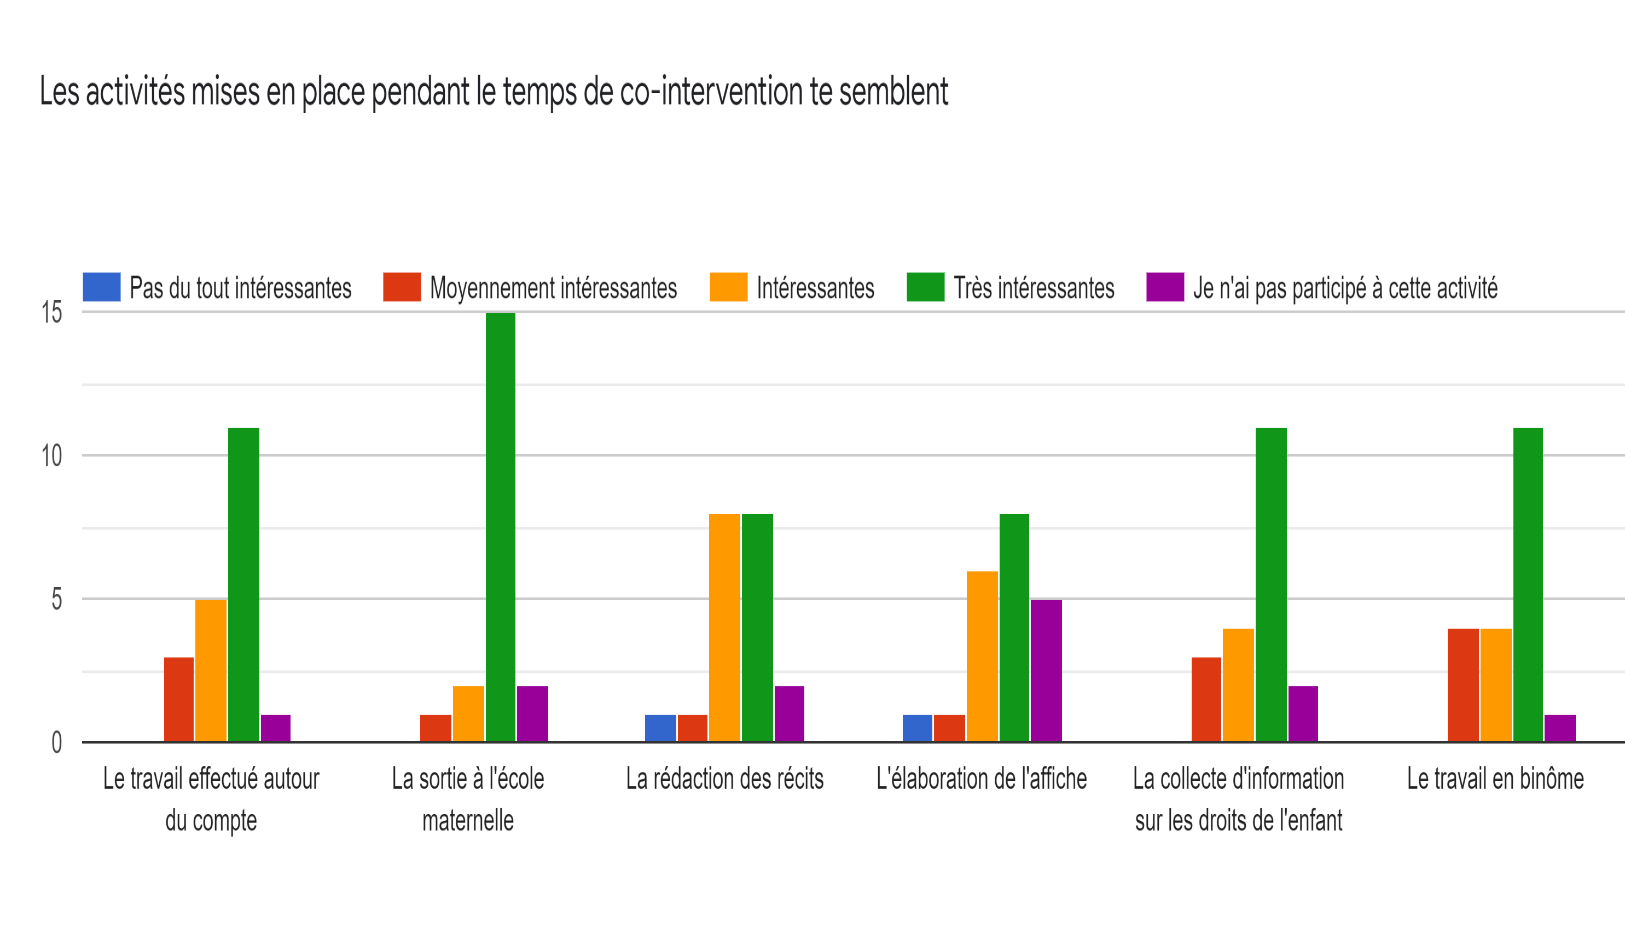 Les activités mises en place pendant le temps de co-intervention te semblent
Pas du tout intéressantes Moyennement intéressantes Intéressantes Très intéressantes Je n'ai pas participé à cette activité
15
10
5
0
Le travail effectué autour du compte
La sortie à l'école maternelle
La rédaction des récits
L'élaboration de l'affiche
La collecte d'information sur les droits de l'enfant
Le travail en binôme